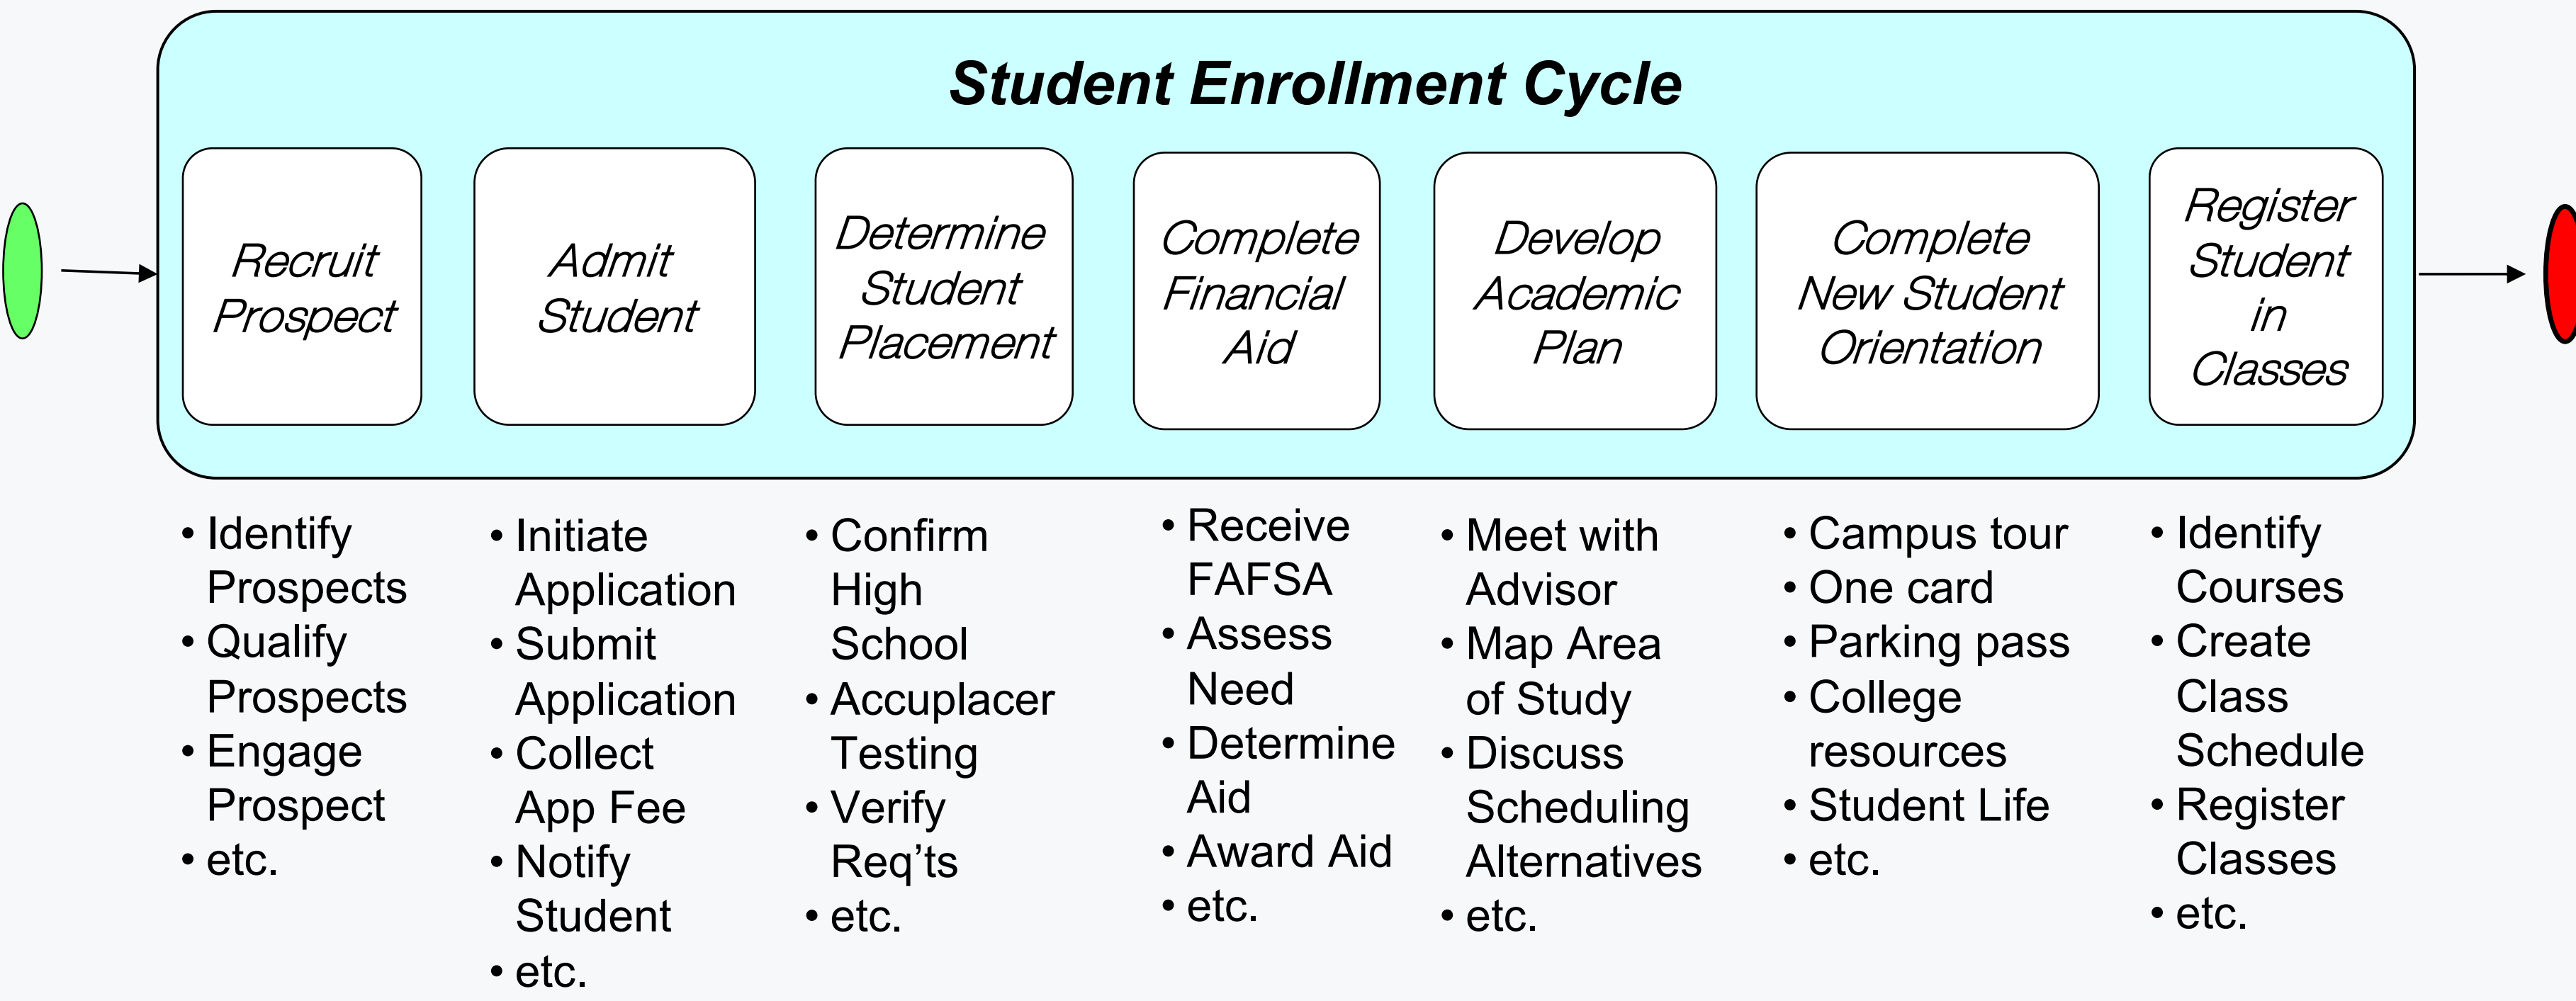 Student Enrollment Cycle
Recruit
Prospect
Admit
Student
Determine
Student
Placement
Complete
Financial
Aid
Develop
Academic
Plan
Complete
New Student
Orientation
Register
Student
in
Classes
• Identify
Prospects
• Qualify
Prospects
• Engage
Prospect
• etc.
• Initiate
Application
• Submit
Application
• Collect
App Fee
• Notify
Student
• etc.
• Confirm
High
School
• Accuplacer
Testing
• Verify
Req’ts
• etc.
• Receive
FAFSA
• Assess
Need
• Determine
Aid
• Award Aid
• etc.
• Meet with
Advisor
• Map Area
of Study
• Discuss
Scheduling
Alternatives
• etc.
• Campus tour
• One card
• Parking pass
• College
resources
• Student Life
• etc.
• Identify
Courses
• Create
Class
Schedule
• Register
Classes
• etc.